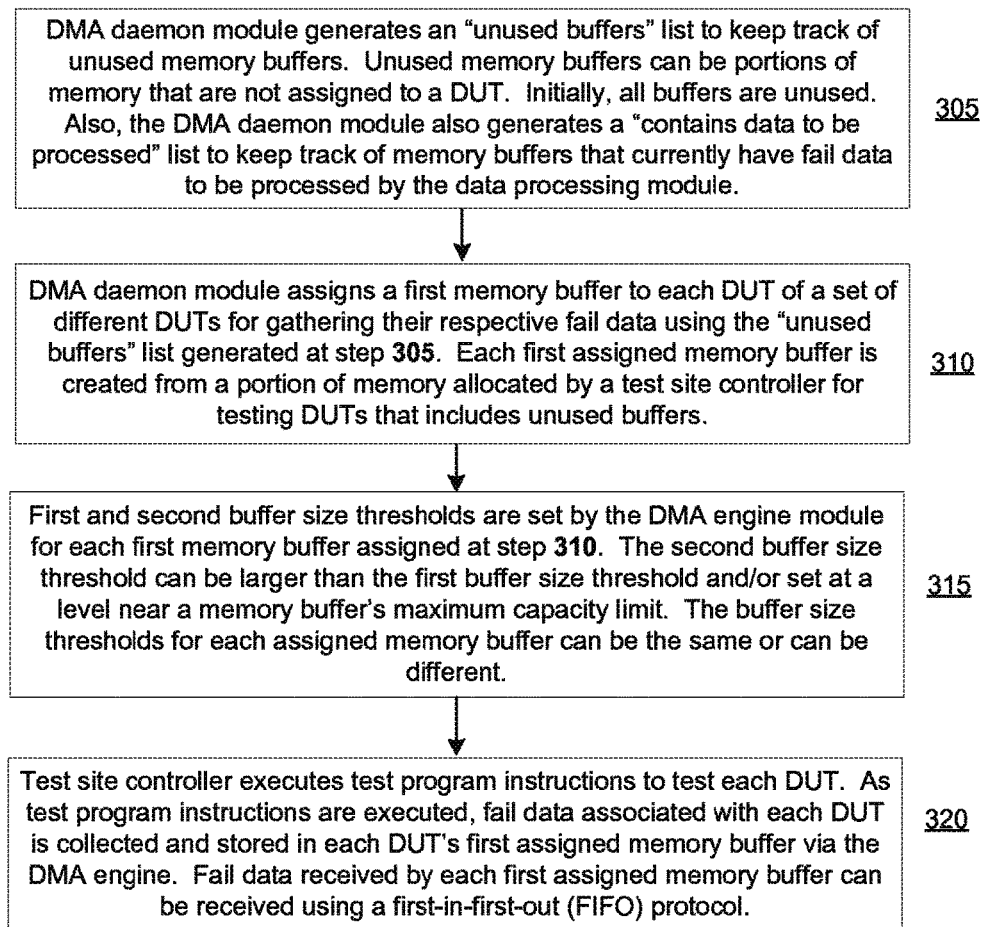 DMA daemon module generates an “unused buffers” list to keep track of
unused memory buffers. Unused memory buffers can be portions of
memory that are not assigned to a DUT. Initially, all buffers are unused.
Also, the DMA daemon module also generates a “contains data to be
processed” list to keep track of memory buffers that currently have fail data
to be processed by the data processing module.
305
DMA daemon module assigns a first memory buffer to each DUT of a set of
different DUTs for gathering their respective fail data using the “unused
buffers” list generated at step 305. Each first assigned memory buffer is
created from a portion of memory allocated by a test site controller for
testing DUTs that includes unused buffers.
310
First and second buffer size thresholds are set by the DMA engine module
for each first memory buffer assigned at step 310. The second buffer size
threshold can be larger than the first buffer size threshold and/or set at a
level near a memory buffer’s maximum capacity limit. The buffer size
thresholds for each assigned memory buffer can be the same or can be
different.
315
Test site controller executes test program instructions to test each DUT. As
test program instructions are executed, fail data associated with each DUT
is collected and stored in each DUT’s first assigned memory buffer via the
DMA engine. Fail data received by each first assigned memory buffer can
be received using a first-in-first-out (FIFO) protocol.
320